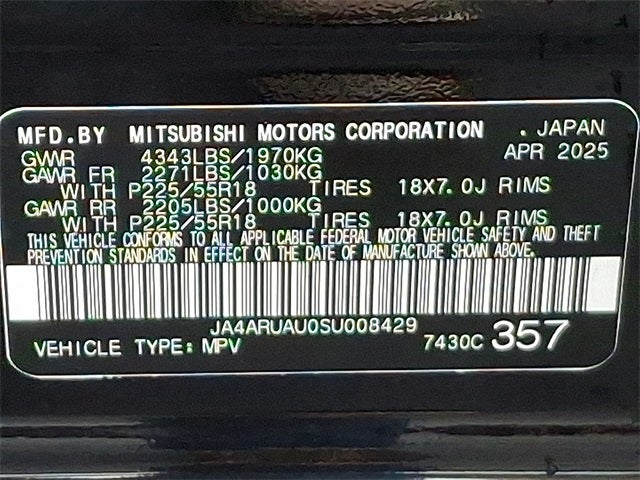 MFD.BY MITSUBISHI MOTORS CORPORATION . JAPAN
GVWR 4343LBS/1970KG APR 2025
GAWR FR 2271LBS/1030KG
WITH P225/55R18 TIRES 18X7.0J RIMS
GAWR RR 2205LBS/1000KG
WITH P225/55R18 TIRES 18X7.0J RIMS
THIS VEHICLE CONFORMS TO ALL APPLICABLE FEDERAL MOTOR VEHICLE SAFETY AND THEFT
PREVENTION STANDARDS IN EFFECT ON THE DATE OF MANUFACTURE SHOWN ABOVE.
JA4ARUAU0SU008429
VEHICLE TYPE: MPV 7430C 357